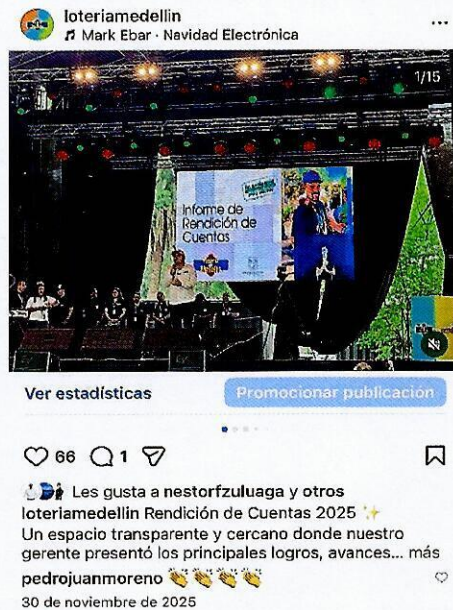 loteriamedellin
Mark Ebar · Navidad Electrónica
1/15
Informe de
Rendición de
Cuentas
Ver estadísticas
Promocionar publicación
66 1
Les gusta a nestorfzuluaga y otros
loteriamedellin Rendición de Cuentas 2025 ✨
Un espacio transparente y cercano donde nuestro
gerente presentó los principales logros, avances... más
pedrojuanmoreno 👏👏👏👏
30 de noviembre de 2025